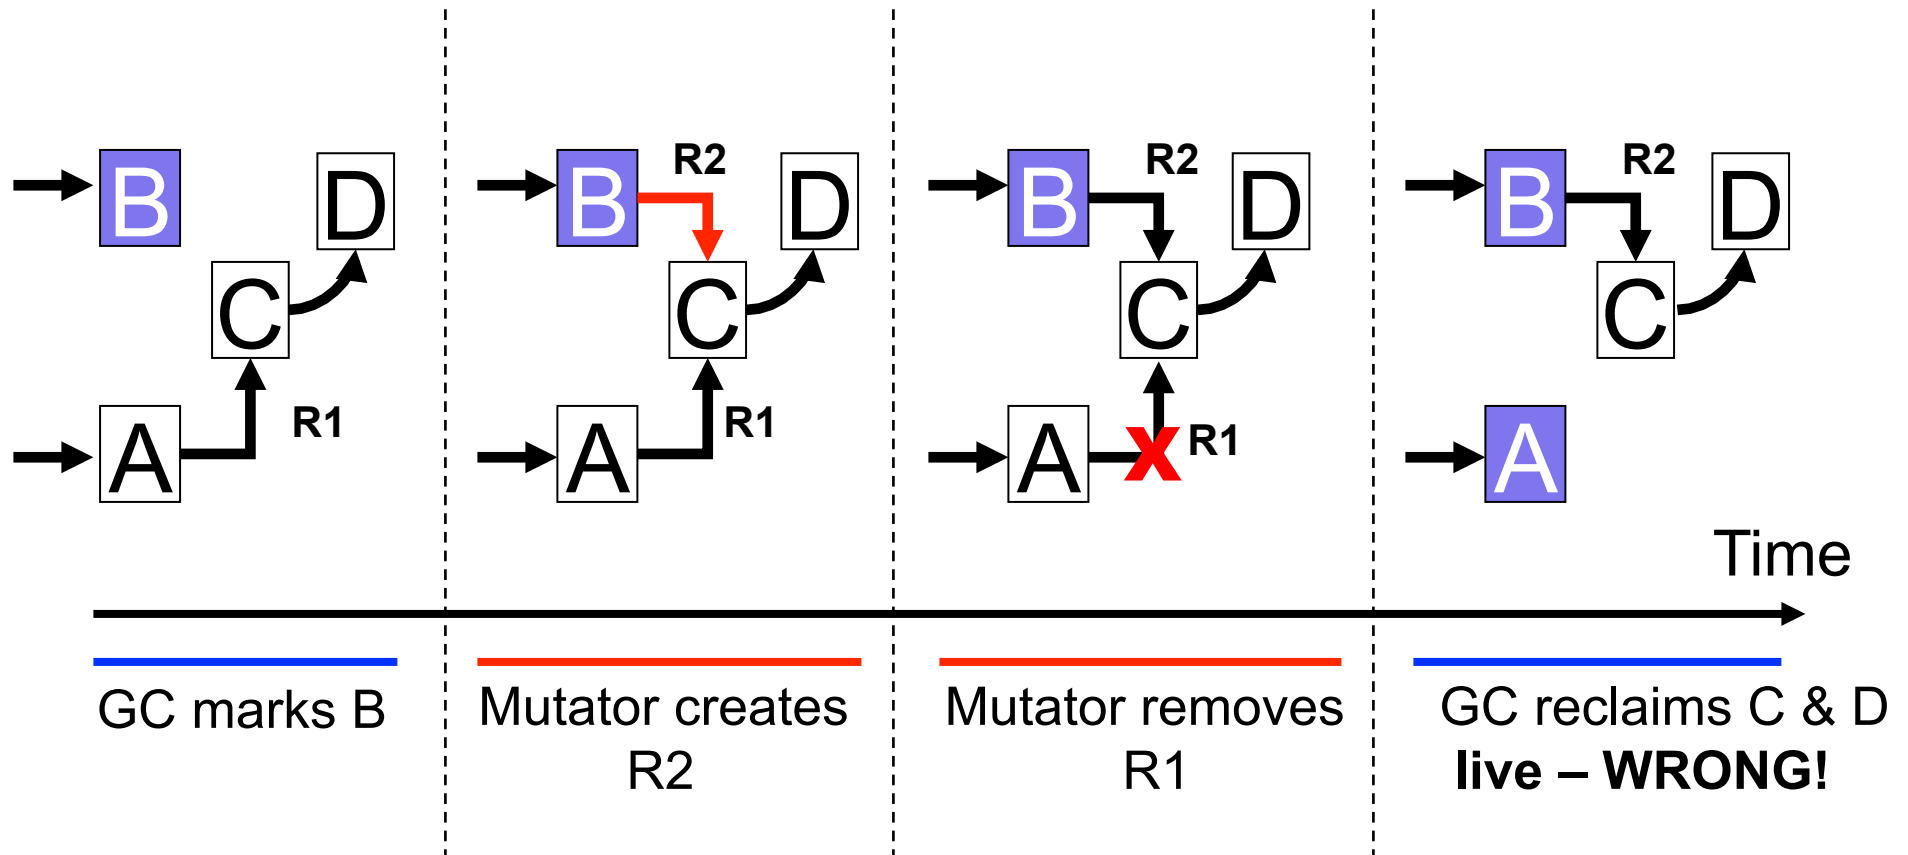 B
D
C
A
R1
GC marks B
B
R2
D
C
A
R1
Mutator creates
R2
B
R2
D
C
A
X
R1
Mutator removes
R1
B
R2
D
C
A
Time
GC reclaims C & D
live – WRONG!